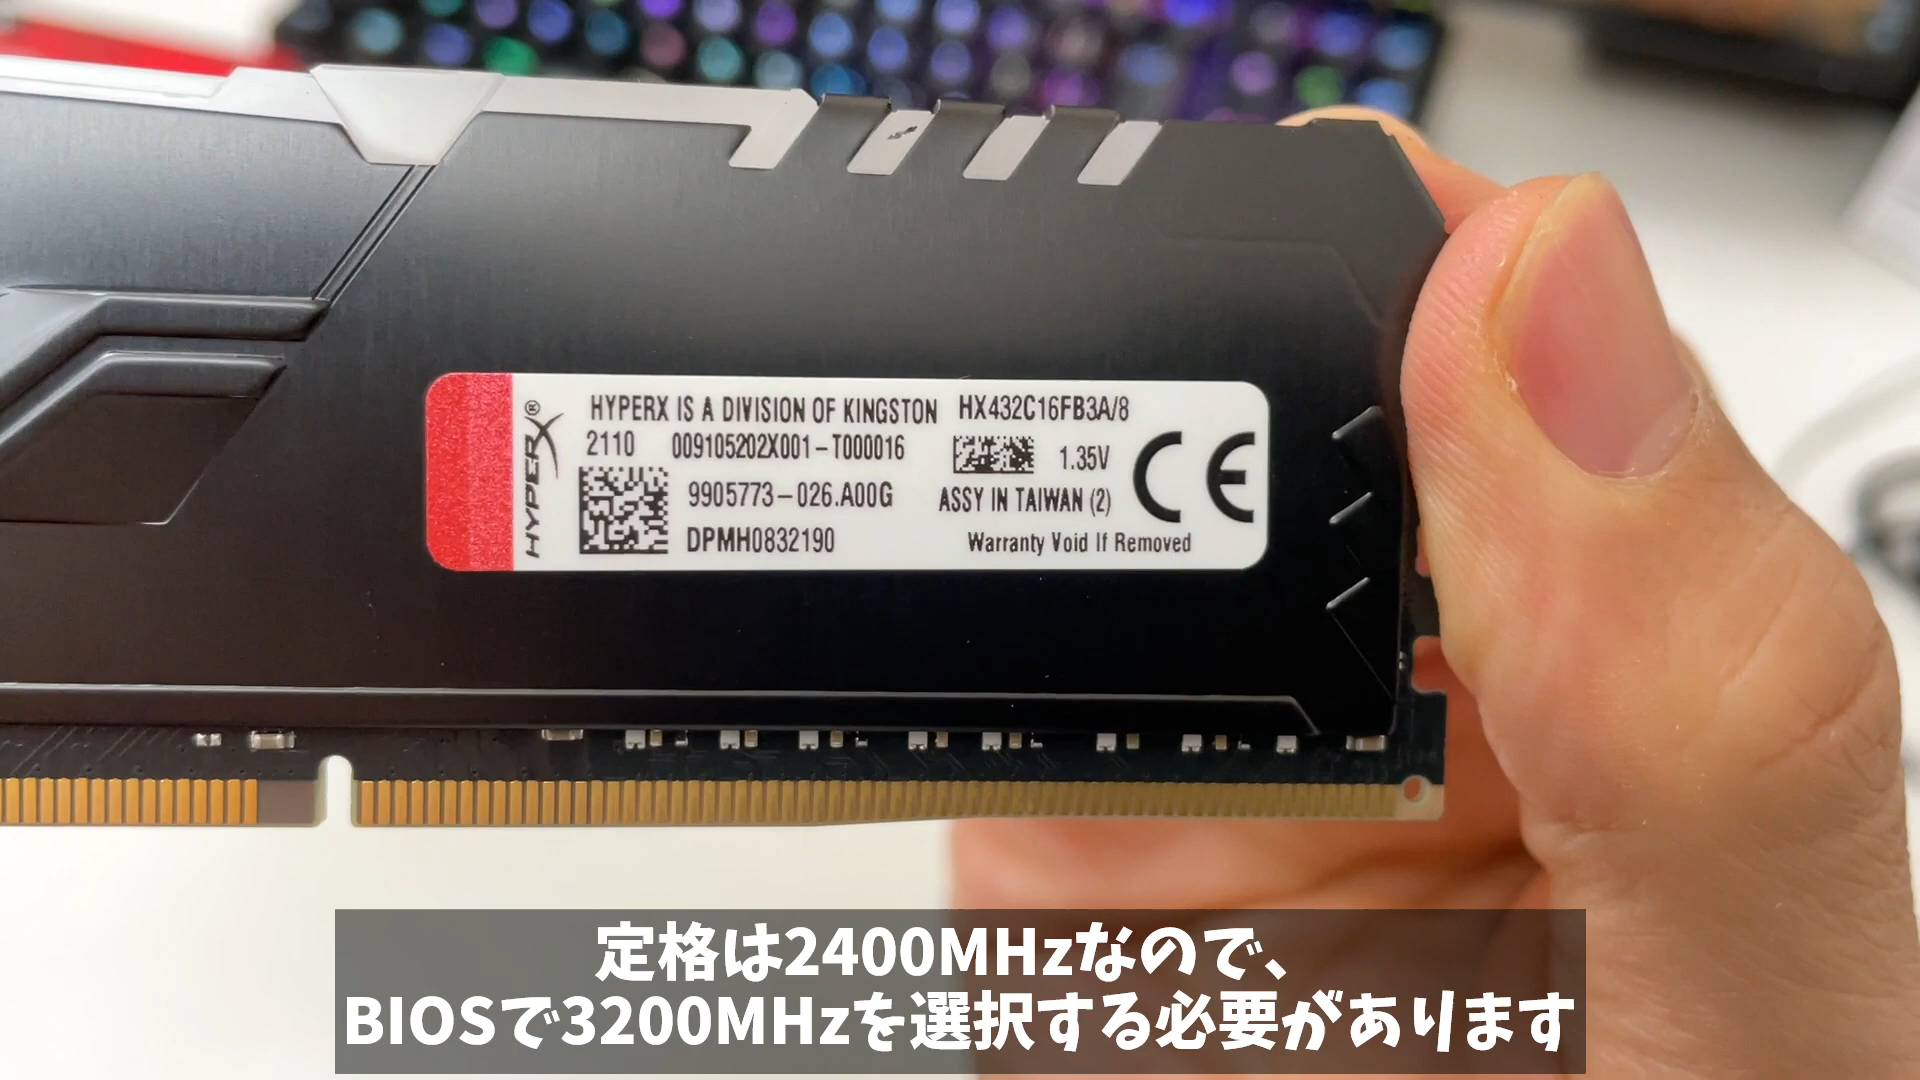 HYPERX IS A DIVISION OF KINGSTON HX432C16FB3A/8
2110 009105202X001-T000016
1.35V
9905773-026.A00G
ASSY IN TAIWAN (2)
DPMH0832190
Warranty Void If Removed
HYPERX®
CE
定格は2400MHzなので、
BIOSで3200MHzを選択する必要があります